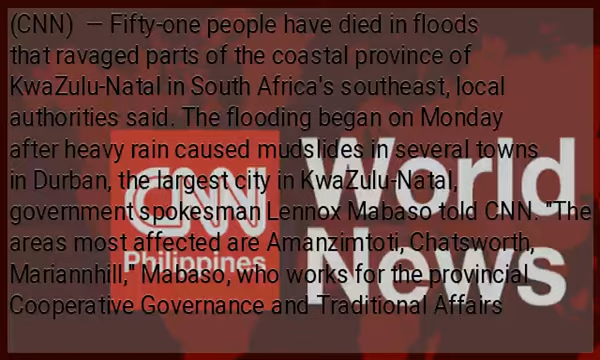 (CNN) — Fifty-one people have died in floods
that ravaged parts of the coastal province of
KwaZulu-Natal in South Africa's southeast, local
authorities said. The flooding began on Monday
after heavy rain caused mudslides in several towns
in Durban, the largest city in KwaZulu-Natal,
government spokesman Lennox Mabaso told CNN. "The
areas most affected are Amanzimtoti, Chatsworth,
Mariannhill," Mabaso, who works for the provincial
Cooperative Governance and Traditional Affairs
CNN
Philippines
World
News